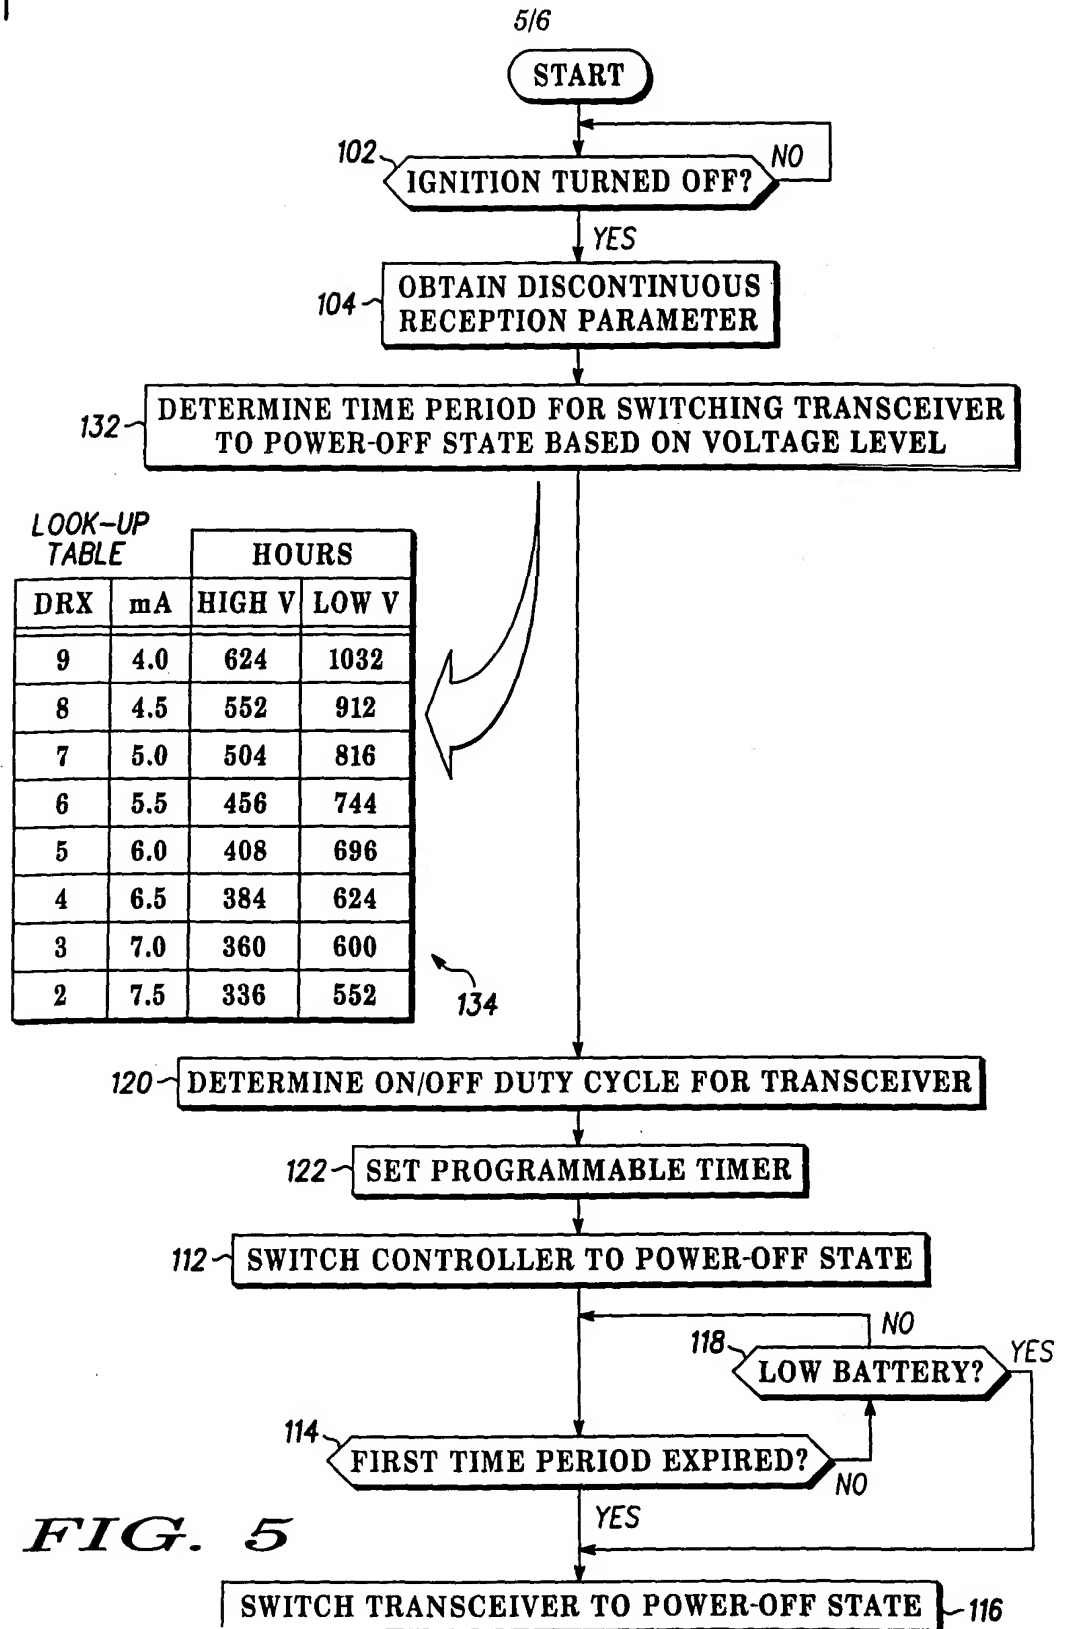 5/6
START
102
NO
IGNITION TURNED OFF?
YES
104
OBTAIN DISCONTINUOUS
RECEPTION PARAMETER
132
DETERMINE TIME PERIOD FOR SWITCHING TRANSCEIVER
TO POWER-OFF STATE BASED ON VOLTAGE LEVEL
LOOK-UP
TABLE
HOURS
DRX mA HIGH V LOW V
9 4.0 624 1032
8 4.5 552 912
7 5.0 504 816
6 5.5 456 744
5 6.0 408 696
4 6.5 384 624
3 7.0 360 600
2 7.5 336 552
134
120
DETERMINE ON/OFF DUTY CYCLE FOR TRANSCEIVER
122
SET PROGRAMMABLE TIMER
112
SWITCH CONTROLLER TO POWER-OFF STATE
NO
118
YES
LOW BATTERY?
114
FIRST TIME PERIOD EXPIRED?
NO
YES
FIG. 5
SWITCH TRANSCEIVER TO POWER-OFF STATE
116